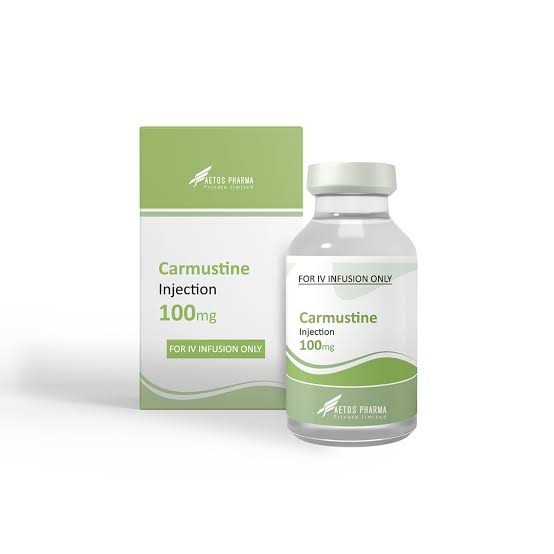 AETOS PHARMA
Private limited
Carmustine
Injection
100mg
FOR IV INFUSION ONLY
FOR IV INFUSION ONLY
Carmustine
Injection
100mg
AETOS PHARMA
Private limited